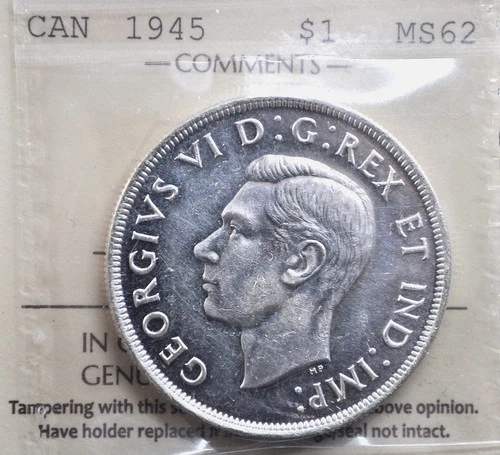 CAN 1945 $1 MS62
COMMENTS
GEORGIVS VI D:G:REX ET IND:IMP:
HP
IN
GENU
Tampering with this s ove opinion.
Have holder replaced seal not intact.